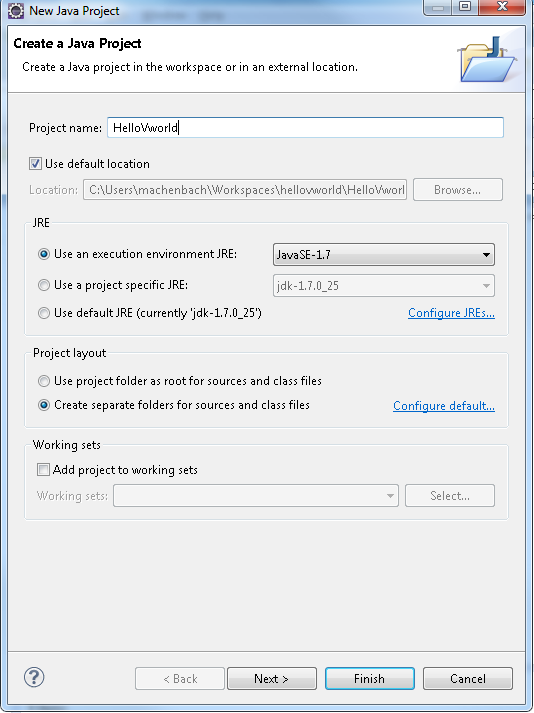 New Java Project
Create a Java Project
Create a Java project in the workspace or in an external location.
Project name: HelloVworld
Use default location
Location: C:\Users\machenbach\Workspaces\hellovworld\HelloVworl Browse...
JRE
Use an execution environment JRE: JavaSE-1.7
Use a project specific JRE: jdk-1.7.0_25
Use default JRE (currently 'jdk-1.7.0_25') Configure JREs...
Project layout
Use project folder as root for sources and class files
Create separate folders for sources and class files Configure default...
Working sets
Add project to working sets
Working sets: Select...
? < Back Next > Finish Cancel